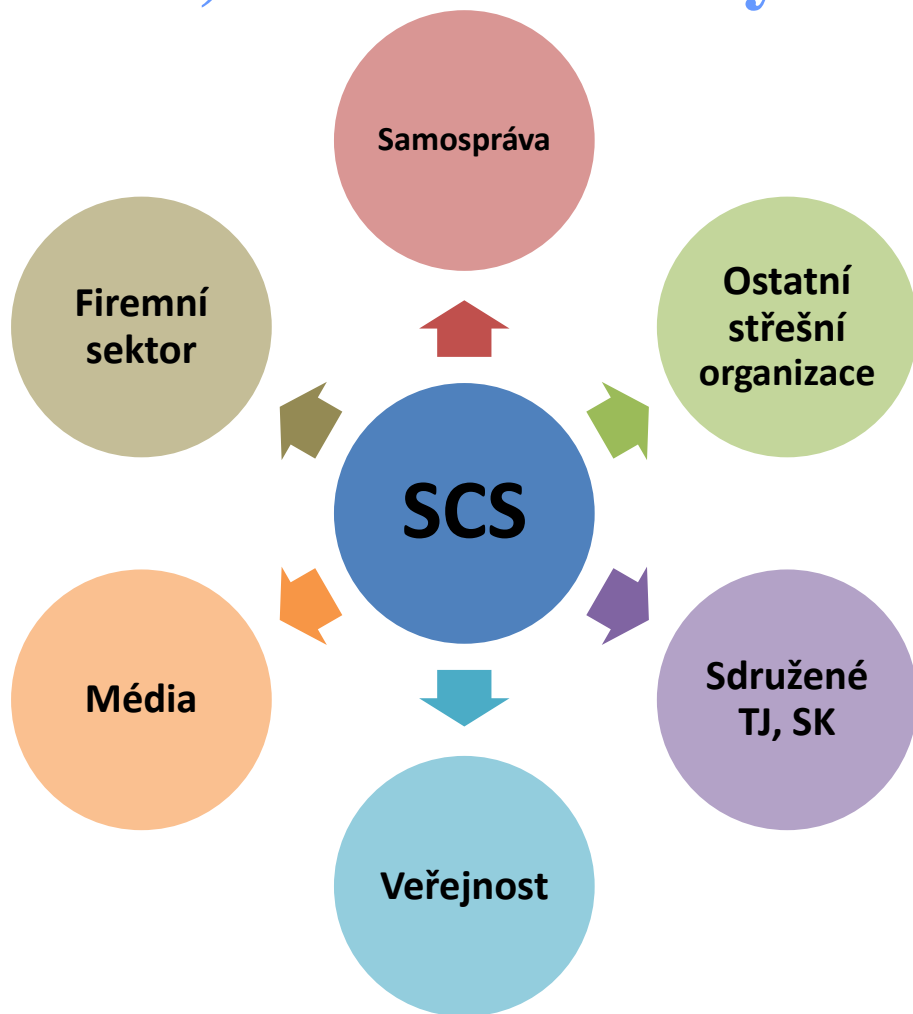 Samospráva
Firemní
sektor
Ostatní
střešní
organizace
SCS
Média
Sdružené
TJ, SK
Veřejnost